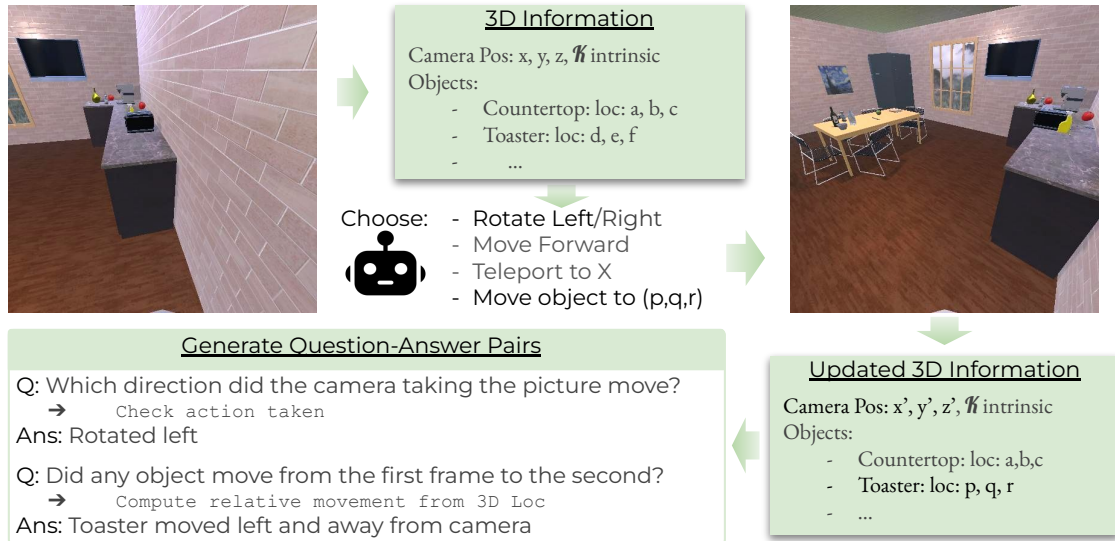 3D Information
Camera Pos: x, y, z, K intrinsic
Objects:
- Countertop: loc: a, b, c
- Toaster: loc: d, e, f
- ...
Choose:
- Rotate Left/Right
- Move Forward
- Teleport to X
- Move object to (p,q,r)
Updated 3D Information
Camera Pos: x’, y’, z’, K intrinsic
Objects:
- Countertop: loc: a,b,c
- Toaster: loc: p, q, r
- ...
Generate Question-Answer Pairs
Q: Which direction did the camera taking the picture move?
➔ Check action taken
Ans: Rotated left
Q: Did any object move from the first frame to the second?
➔ Compute relative movement from 3D Loc
Ans: Toaster moved left and away from camera